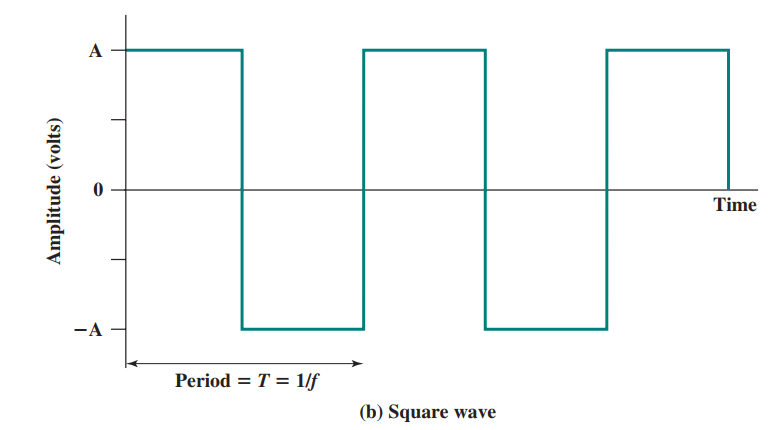 A
Amplitude (volts)
0
Time
−A
Period = T = 1/f
(b) Square wave